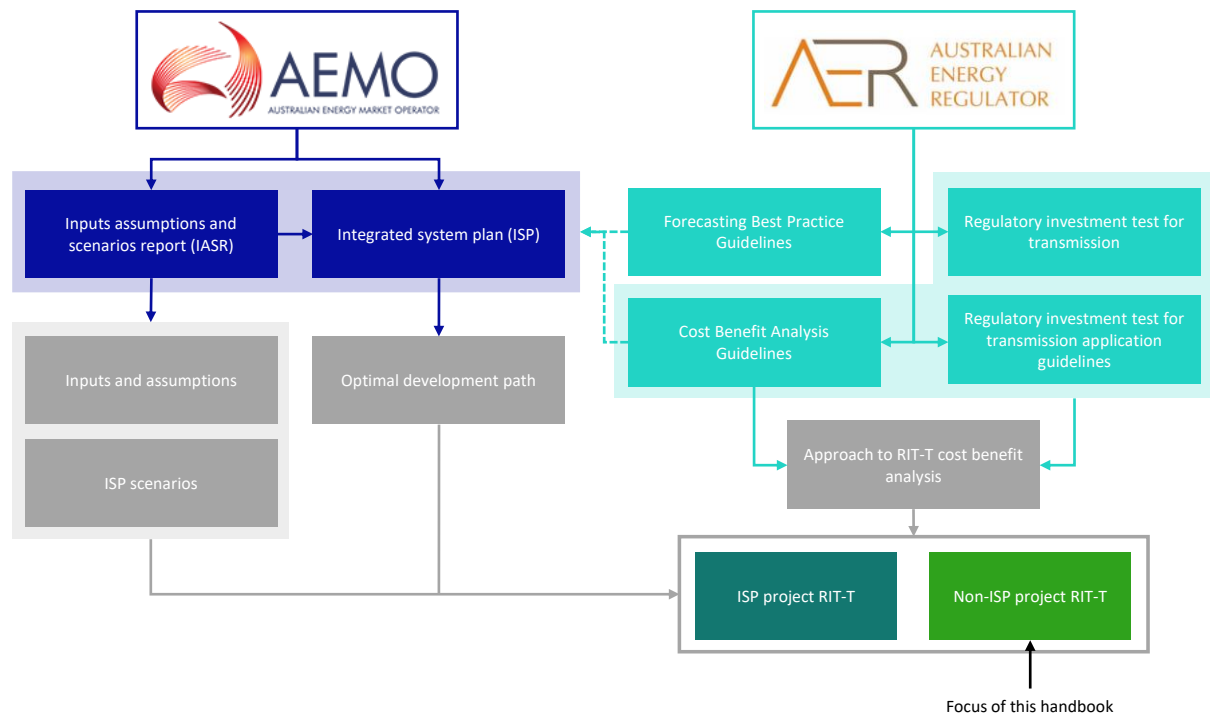 AEMO
AUSTRALIAN ENERGY MARKET OPERATOR
AER
AUSTRALIAN
ENERGY
REGULATOR
Inputs assumptions and
scenarios report (IASR)
Integrated system plan (ISP)
Forecasting Best Practice
Guidelines
Regulatory investment test for
transmission
Cost Benefit Analysis
Guidelines
Regulatory investment test for
transmission application
guidelines
Inputs and assumptions
Optimal development path
ISP scenarios
Approach to RIT-T cost benefit
analysis
ISP project RIT-T
Non-ISP project RIT-T
Focus of this handbook